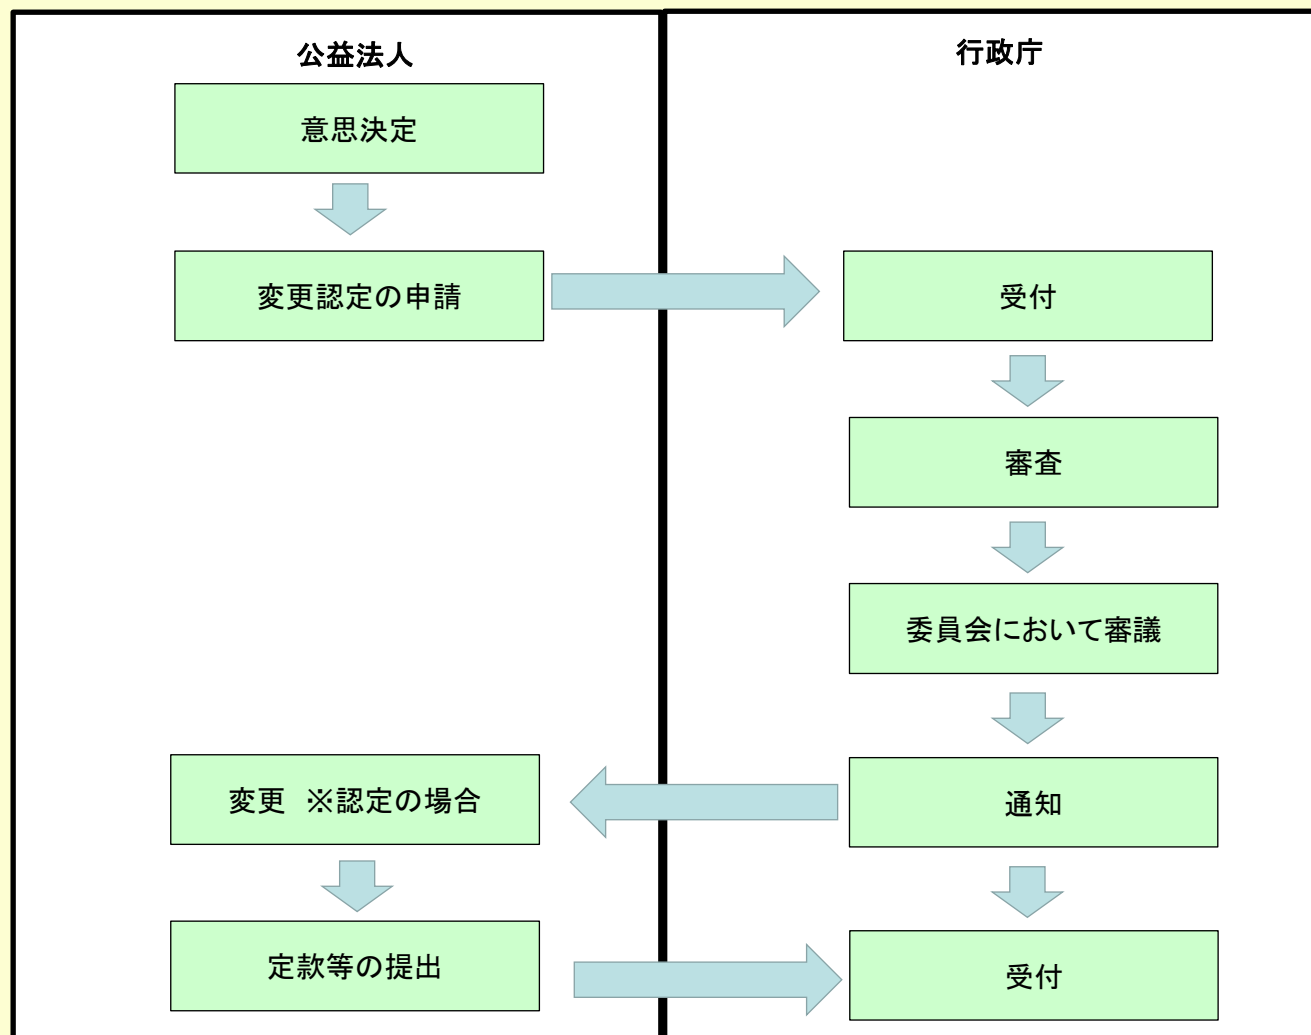 公益法人
行政庁
意思決定
変更認定の申請
受付
審査
委員会において審議
通知
変更　※認定の場合
定款等の提出
受付